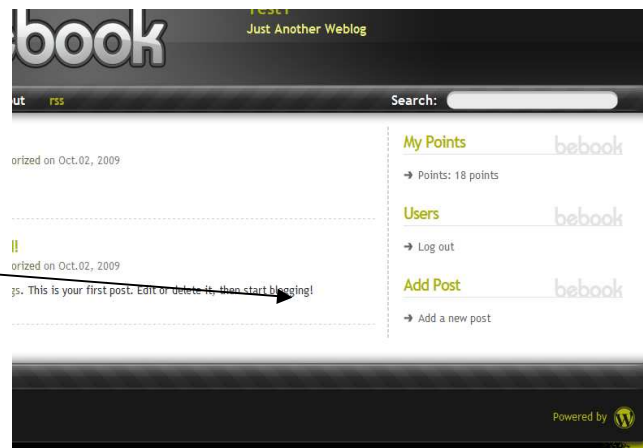 Test1
book
Just Another Weblog
ut rss
Search:
orized on Oct.02, 2009
!!
orized on Oct.02, 2009
gs. This is your first post. Edit or delete it, then start blogging!
My Points
bebook
➔ Points: 18 points
Users
bebook
➔ Log out
Add Post
bebook
➔ Add a new post
Powered by